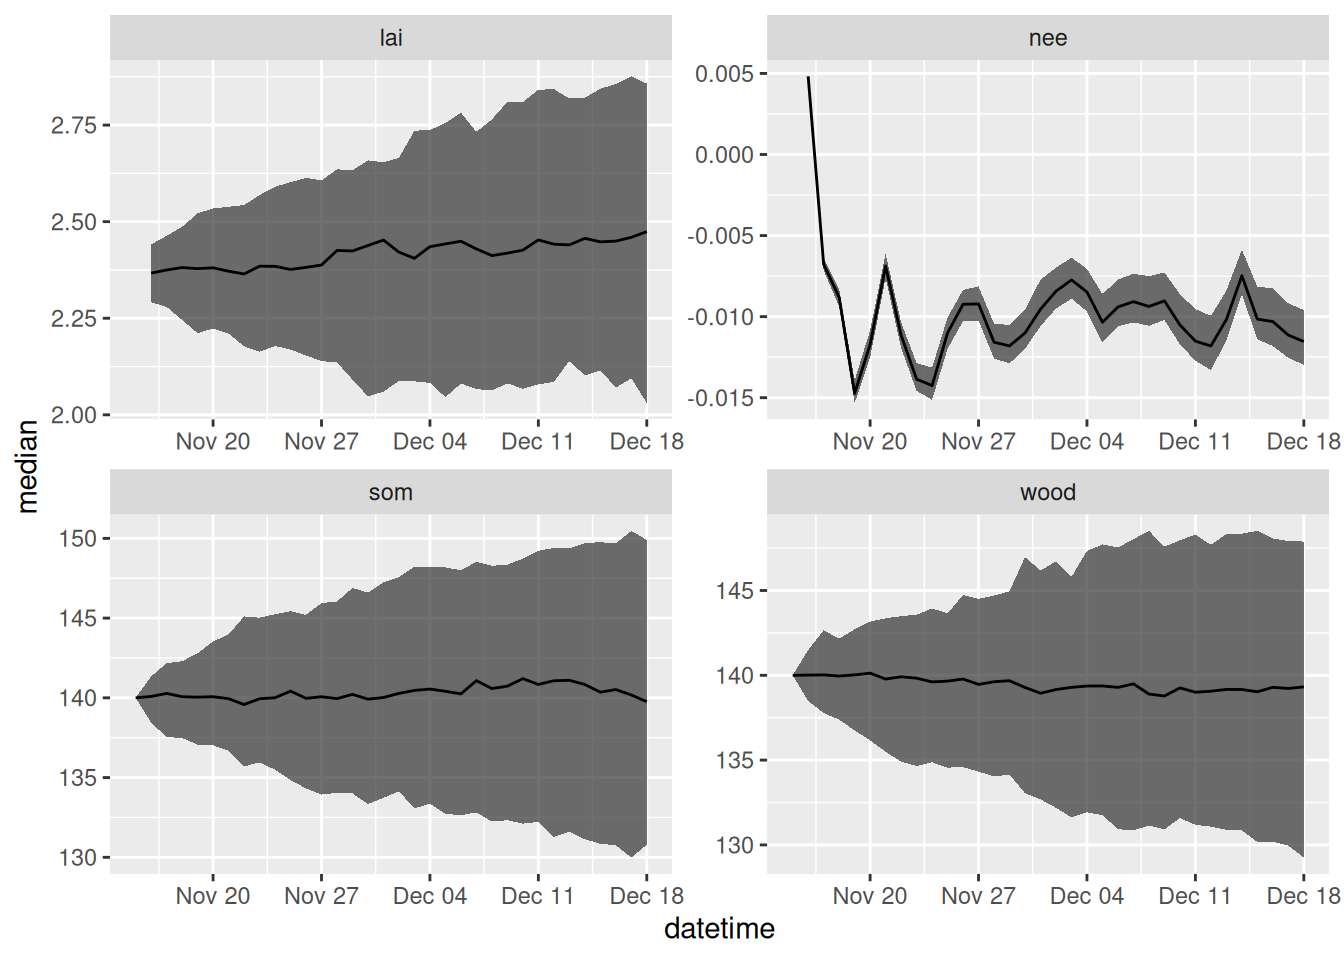 lai
nee
2.75
2.50
2.25
2.00
0.005
0.000
-0.005
-0.010
-0.015
Nov 20 Nov 27 Dec 04 Dec 11 Dec 18
Nov 20 Nov 27 Dec 04 Dec 11 Dec 18
median
som
wood
150
145
140
135
130
145
140
135
130
Nov 20 Nov 27 Dec 04 Dec 11 Dec 18
Nov 20 Nov 27 Dec 04 Dec 11 Dec 18
datetime